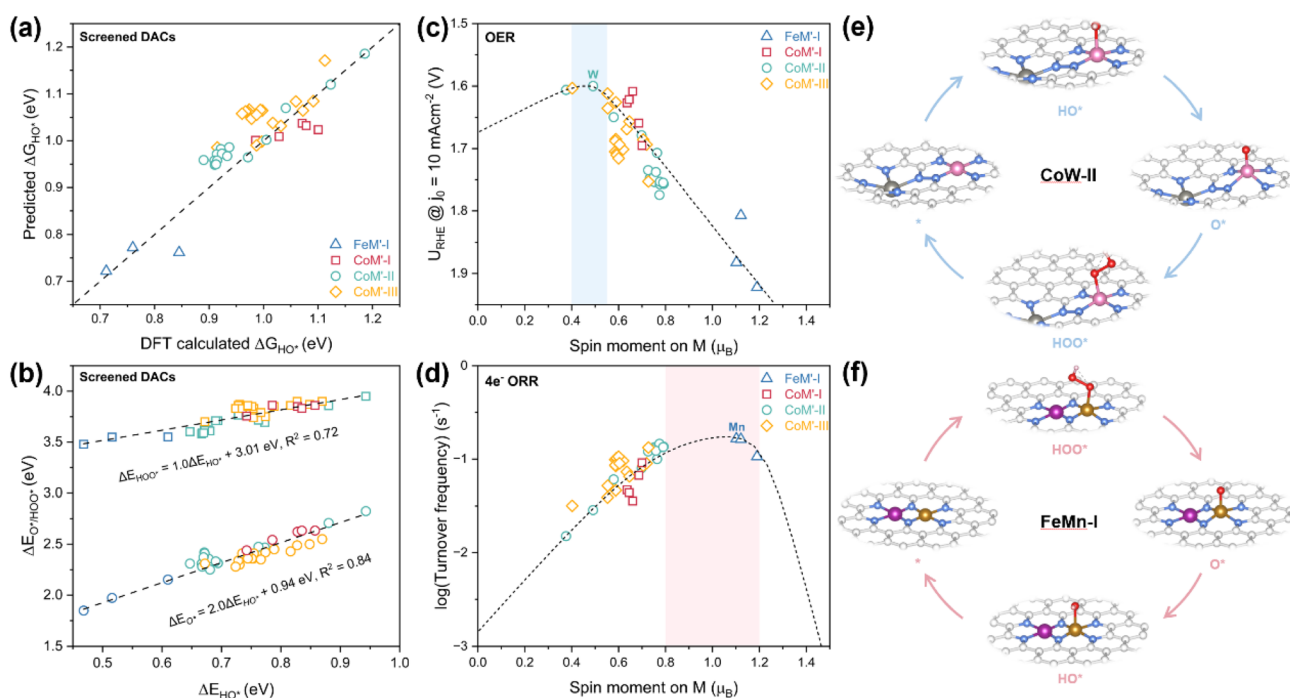 (a)
Screened DACs
Predicted ΔG_HO* (eV)
1.2
1.1
1.0
0.9
0.8
0.7
FeM'-I
CoM'-I
CoM'-II
CoM'-III
0.7 0.8 0.9 1.0 1.1 1.2
DFT calculated ΔG_HO* (eV)
(b)
Screened DACs
ΔE_O*/HOO* (eV)
4.0
3.5
3.0
2.5
2.0
1.5
ΔE_HOO* = 1.0ΔE_HO* + 3.01 eV, R² = 0.72
ΔE_O* = 2.0ΔE_HO* + 0.94 eV, R² = 0.84
0.5 0.6 0.7 0.8 0.9 1.0
ΔE_HO* (eV)
(c)
OER
U_RHE @ j₀ = 10 mAcm⁻² (V)
1.5
1.6
1.7
1.8
1.9
W
FeM'-I
CoM'-I
CoM'-II
CoM'-III
0.0 0.2 0.4 0.6 0.8 1.0 1.2 1.4
Spin moment on M (μ_B)
(d)
4e⁻ ORR
log(Turnover frequency) (s⁻¹)
0
−1
−2
−3
Mn
FeM'-I
CoM'-I
CoM'-II
CoM'-III
0.0 0.2 0.4 0.6 0.8 1.0 1.2 1.4
Spin moment on M (μ_B)
(e)
HO*
CoW-II
*
O*
HOO*
(f)
HOO*
FeMn-I
*
O*
HO*